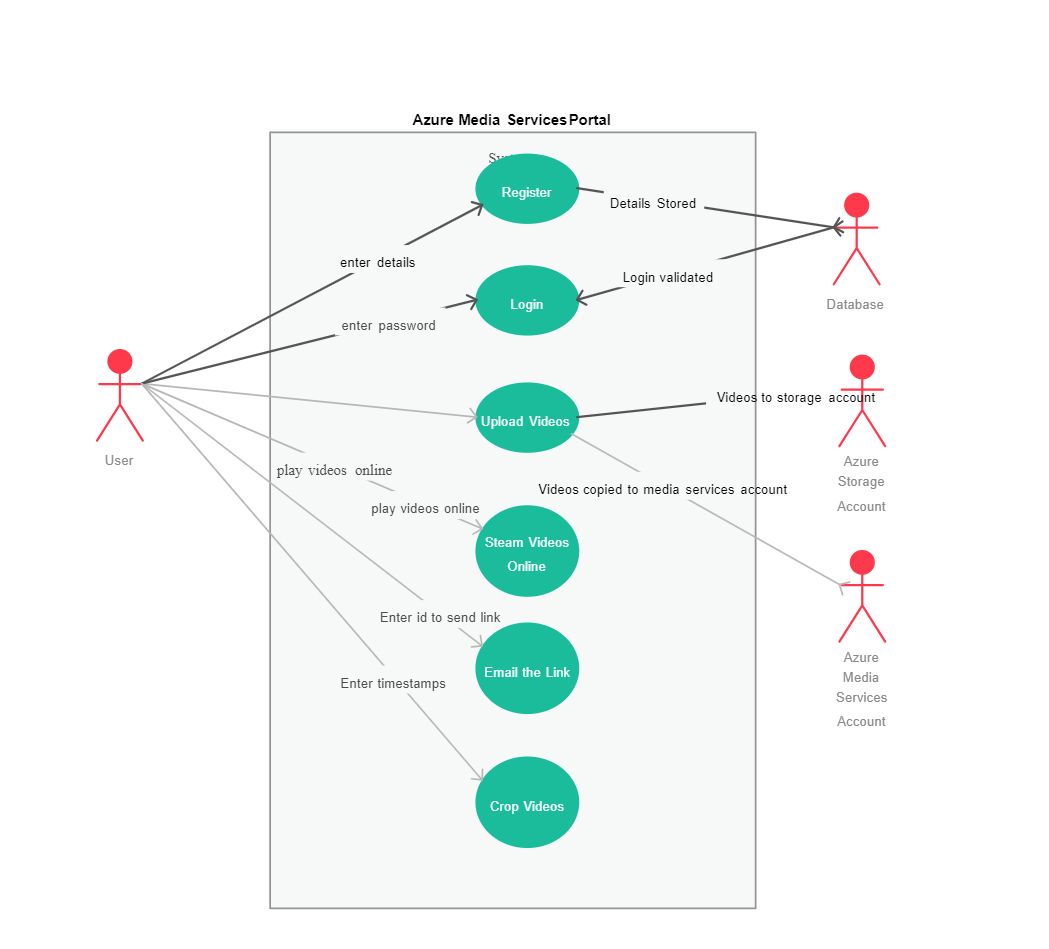 Azure Media Services Portal
Register
Details Stored
enter details
Login validated
Login
Database
enter password
Videos to storage account
Upload Videos
User
Azure
Storage
Account
play videos online
Videos copied to media services account
play videos online
Steam Videos
Online
Enter id to send link
Azure
Media
Services
Account
Email the Link
Enter timestamps
Crop Videos